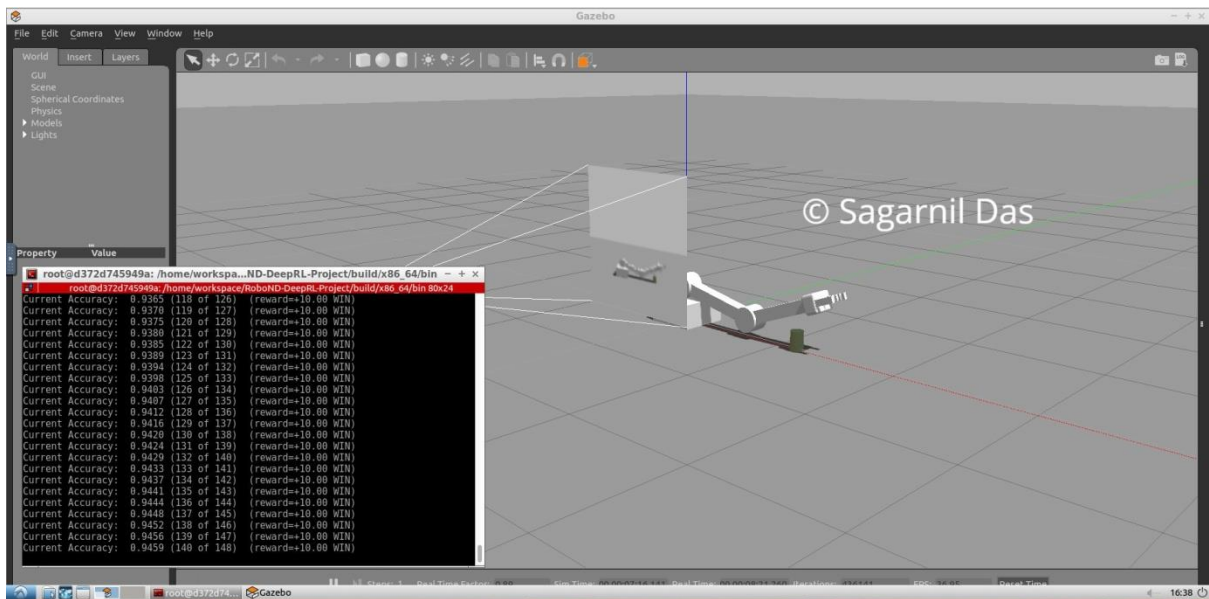 Gazebo
File Edit Camera View Window Help
World Insert Layers
GUI
Scene
Spherical Coordinates
Physics
Models
Lights
Property Value
© Sagarnil Das
root@d372d745949a: /home/workspa...ND-DeepRL-Project/build/x86_64/bin
root@d372d745949a: /home/workspace/RoboND-DeepRL-Project/build/x86_64/bin 80x24
Current Accuracy: 0.9365 (118 of 126) (reward=+10.00 WIN)
Current Accuracy: 0.9370 (119 of 127) (reward=+10.00 WIN)
Current Accuracy: 0.9375 (120 of 128) (reward=+10.00 WIN)
Current Accuracy: 0.9380 (121 of 129) (reward=+10.00 WIN)
Current Accuracy: 0.9385 (122 of 130) (reward=+10.00 WIN)
Current Accuracy: 0.9389 (123 of 131) (reward=+10.00 WIN)
Current Accuracy: 0.9394 (124 of 132) (reward=+10.00 WIN)
Current Accuracy: 0.9398 (125 of 133) (reward=+10.00 WIN)
Current Accuracy: 0.9403 (126 of 134) (reward=+10.00 WIN)
Current Accuracy: 0.9407 (127 of 135) (reward=+10.00 WIN)
Current Accuracy: 0.9412 (128 of 136) (reward=+10.00 WIN)
Current Accuracy: 0.9416 (129 of 137) (reward=+10.00 WIN)
Current Accuracy: 0.9420 (130 of 138) (reward=+10.00 WIN)
Current Accuracy: 0.9424 (131 of 139) (reward=+10.00 WIN)
Current Accuracy: 0.9429 (132 of 140) (reward=+10.00 WIN)
Current Accuracy: 0.9433 (133 of 141) (reward=+10.00 WIN)
Current Accuracy: 0.9437 (134 of 142) (reward=+10.00 WIN)
Current Accuracy: 0.9441 (135 of 143) (reward=+10.00 WIN)
Current Accuracy: 0.9444 (136 of 144) (reward=+10.00 WIN)
Current Accuracy: 0.9448 (137 of 145) (reward=+10.00 WIN)
Current Accuracy: 0.9452 (138 of 146) (reward=+10.00 WIN)
Current Accuracy: 0.9456 (139 of 147) (reward=+10.00 WIN)
Current Accuracy: 0.9459 (140 of 148) (reward=+10.00 WIN)
Steps: 1 Real Time Factor: Sim Time: Real Time: Iterations: FPS: Reset Time
root@d372d74... Gazebo 16:38